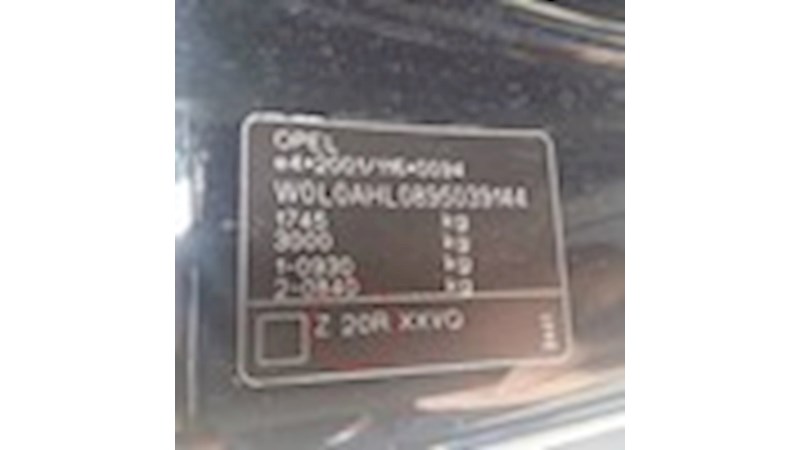 OPEL
e4*2001/116*0094
W0L0AHL0895039144
1745 kg
3000 kg
1-0930 kg
2-0840 kg
Z 20R XXVO